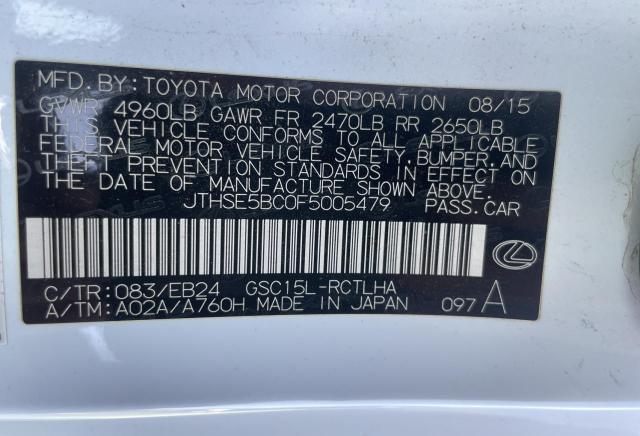 MFD. BY: TOYOTA MOTOR CORPORATION 08/15
GVWR 4960LB GAWR FR 2470LB RR 2650LB
THIS VEHICLE CONFORMS TO ALL APPLICABLE
FEDERAL MOTOR VEHICLE SAFETY, BUMPER, AND
THEFT PREVENTION STANDARDS IN EFFECT ON
THE DATE OF MANUFACTURE SHOWN ABOVE.
JTHSE5BC0F5005479 PASS. CAR
C/TR: 083/EB24 GSC15L-RCTLHA
A/TM: A02A/A760H MADE IN JAPAN 097 A